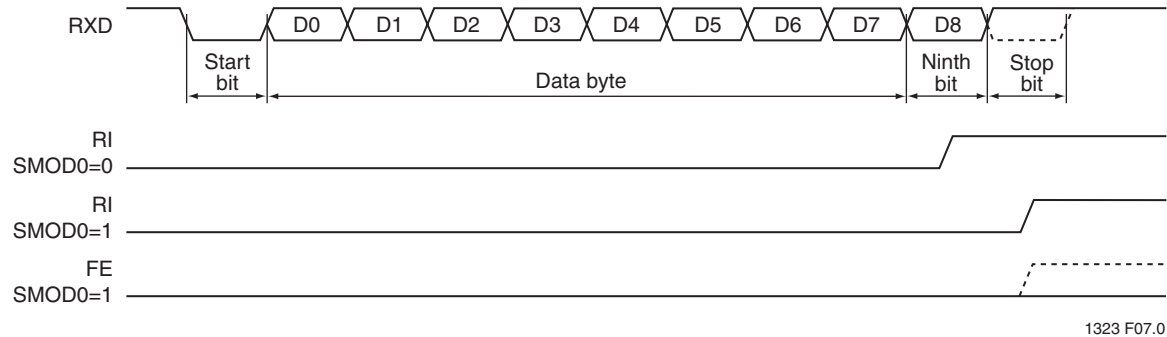 RXD
D0 D1 D2 D3 D4 D5 D6 D7 D8
Start bit
Data byte
Ninth bit
Stop bit
RI
SMOD0=0
RI
SMOD0=1
FE
SMOD0=1
1323 F07.0